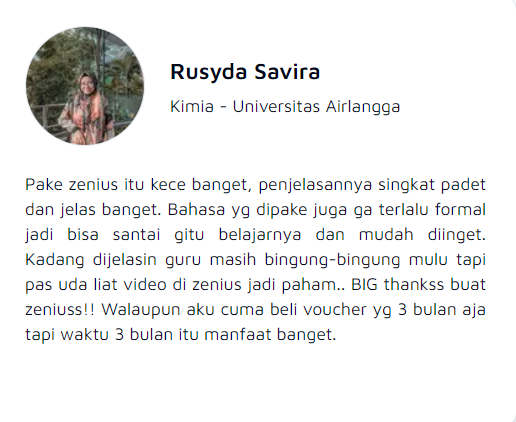 Rusyda Savira
Kimia - Universitas Airlangga
Pake zenius itu kece banget, penjelasannya singkat padet
dan jelas banget. Bahasa yg dipake juga ga terlalu formal
jadi bisa santai gitu belajarnya dan mudah diinget.
Kadang dijelasin guru masih bingung-bingung mulu tapi
pas uda liat video di zenius jadi paham.. BIG thankss buat
zeniuss!! Walaupun aku cuma beli voucher yg 3 bulan aja
tapi waktu 3 bulan itu manfaat banget.